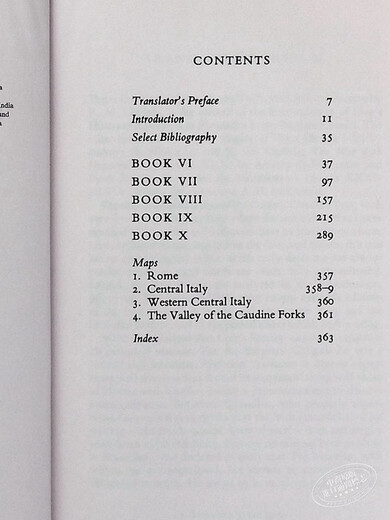 CONTENTS
Translator's Preface 7
Introduction 11
Select Bibliography 35
BOOK VI 37
BOOK VII 97
BOOK VIII 157
BOOK IX 215
BOOK X 289
Maps
1. Rome 357
2. Central Italy 358–9
3. Western Central Italy 360
4. The Valley of the Caudine Forks 361
Index 363
a
ndia
and
a